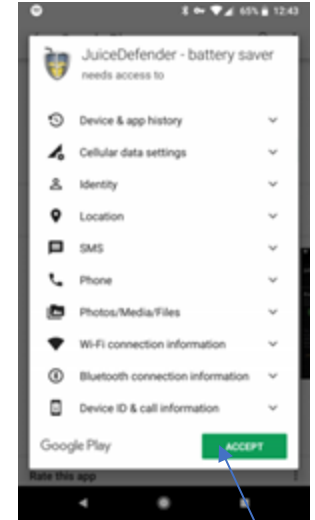 65% 12:43
JuiceDefender - battery saver
needs access to
Device & app history
Cellular data settings
Identity
Location
SMS
Phone
Photos/Media/Files
Wi-Fi connection information
Bluetooth connection information
Device ID & call information
Google Play
ACCEPT
Rate this app